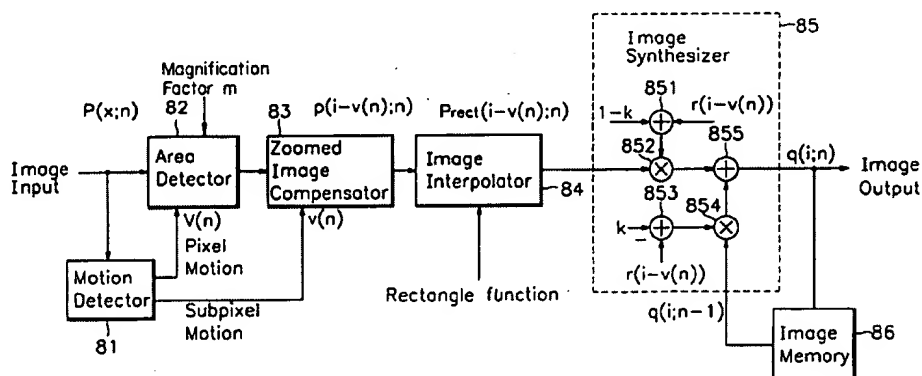 85
Image
Synthesizer
Magnification
Factor m
P(x;n)
82
83
p(i-v(n);n)
Prect(i-v(n);n)
851
1-k
r(i-v(n))
852
855
Image
Input
Area
Detector
Zoomed
Image
Compensator
Image
Interpolator
84
q(i;n)
Image
Output
V(n)
v(n)
853
854
Pixel
Motion
k
-
Motion
Detector
81
Subpixel
Motion
Rectangle function
r(i-v(n))
q(i;n-1)
Image
Memory
86